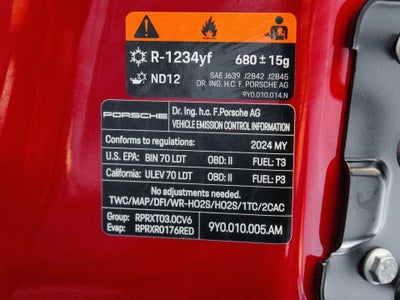 R-1234yf 680 ± 15g
ND12 SAE J639 J2842 J2845
DR. ING. H.C. F. PORSCHE AG
9Y0.010.014.N
PORSCHE Dr. Ing. h.c. F.Porsche AG
VEHICLE EMISSION CONTROL INFORMATION
Conforms to regulations: 2024 MY
U.S. EPA: BIN 70 LDT OBD: II FUEL: T3
California: ULEV 70 LDT OBD: II FUEL: P3
No adjustments needed.
TWC/MAP/DFI/WR-HO2S/HO2S/1TC/2CAC
Group: RPRXT03.0CV6
Evap: RPRXR0176RED 9Y0.010.005.AM